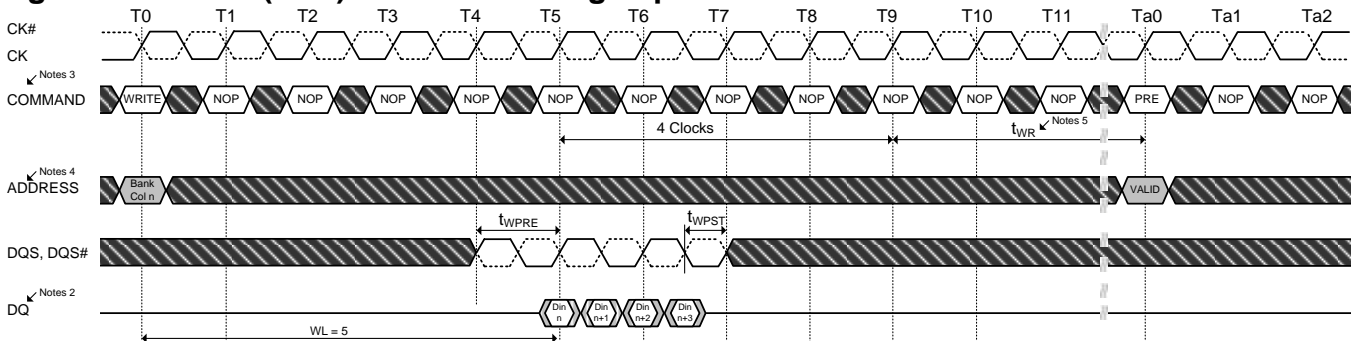 T0 T1 T2 T3 T4 T5 T6 T7 T8 T9 T10 T11 Ta0 Ta1 Ta2
CK#
CK
Notes 3
COMMAND WRITE NOP NOP NOP NOP NOP NOP NOP NOP NOP NOP NOP PRE NOP NOP
4 Clocks tWR Notes 5
Notes 4
ADDRESS Bank Col n VALID
tWPRE tWPST
DQS, DQS#
Notes 2
DQ Din n Din n+1 Din n+2 Din n+3
WL = 5